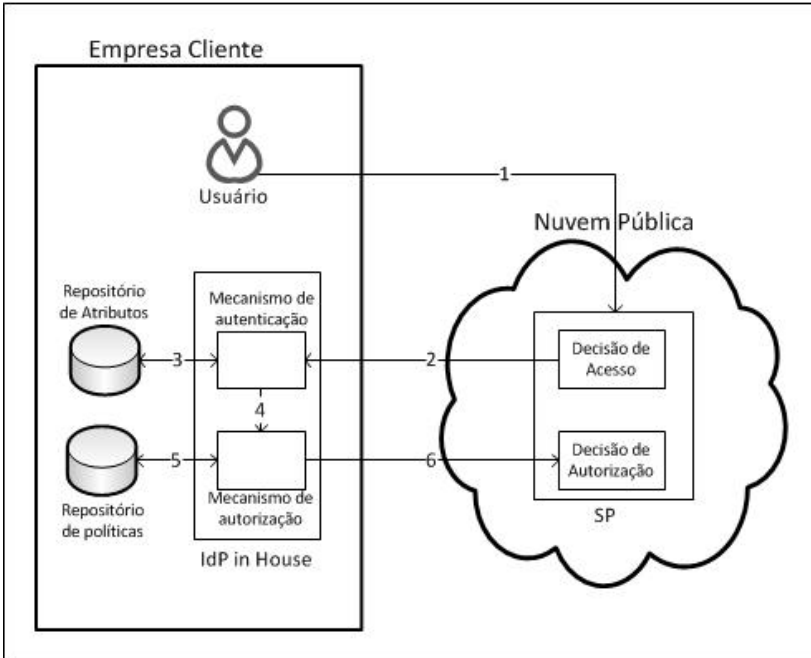 Empresa Cliente
1
Usuário
Nuvem Pública
Repositório
de Atributos
Mecanismo de
autenticação
3
2
Decisão de
Acesso
4
5
6
Decisão de
Autorização
Repositório
de políticas
Mecanismo de
autorização
SP
IdP in House